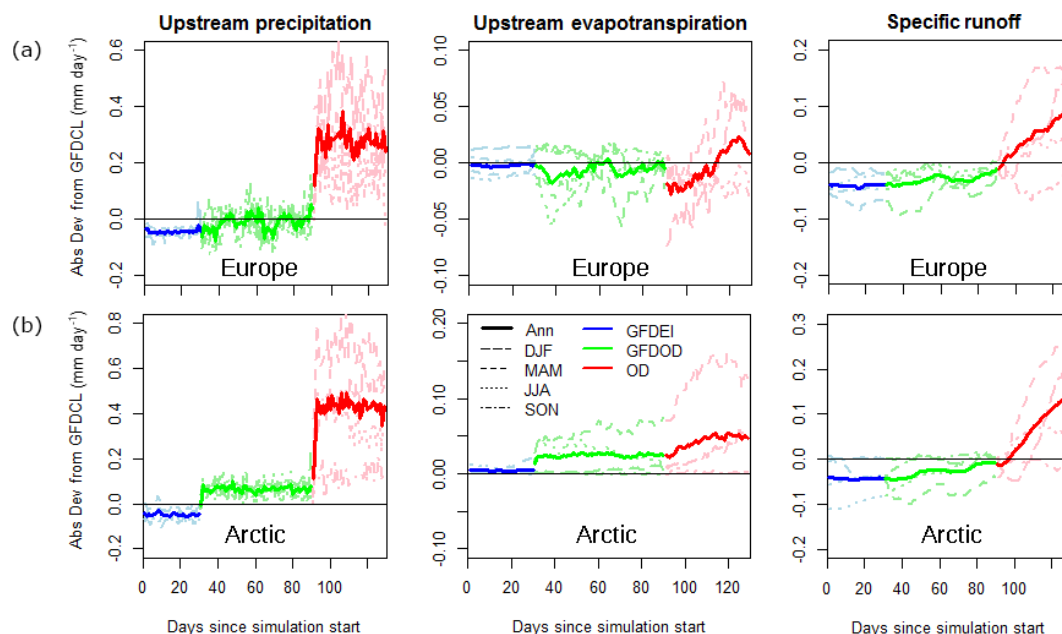 Upstream precipitation
Upstream evapotranspiration
Specific runoff
(a)
Abs Dev from GFDCL (mm day-1)
0.6
0.4
0.2
0.0
-0.2
Europe
0.10
0.05
0.00
-0.05
-0.10
Europe
0.2
0.1
0.0
-0.1
-0.2
Europe
(b)
Abs Dev from GFDCL (mm day-1)
0.8
0.6
0.4
0.2
0.0
-0.2
Arctic
0 20 40 60 80 100 120
Days since simulation start
0.20
0.10
0.00
-0.10
Ann
DJF
MAM
JJA
SON
GFDEI
GFDOD
OD
Arctic
0 20 40 60 80 100 120
Days since simulation start
0.3
0.2
0.1
0.0
-0.1
-0.2
Arctic
0 20 40 60 80 100
Days since simulation start